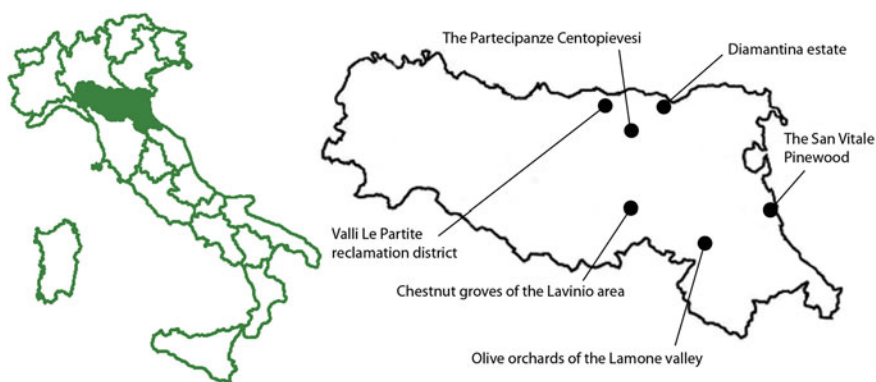 The Partecipanze Centopievesi
Diamantina estate
The San Vitale
Pinewood
Valli Le Partite
reclamation district
Chestnut groves of the Lavinio area
Olive orchards of the Lamone valley